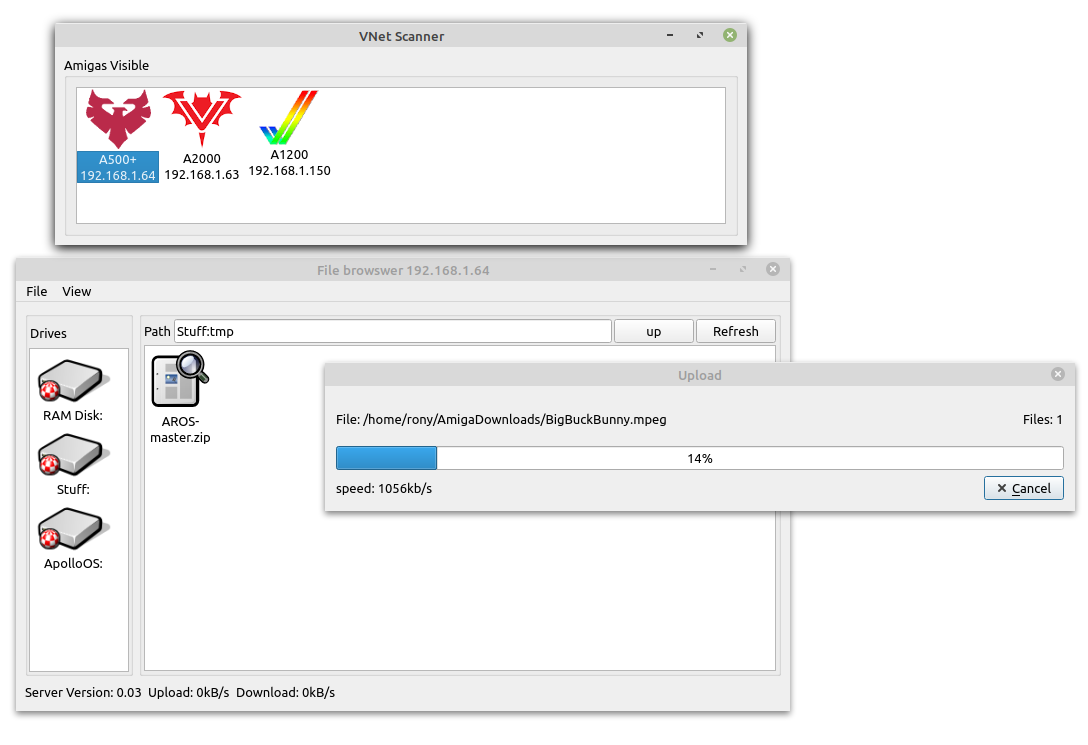 VNet Scanner
Amigas Visible
A500+ A2000 A1200
192.168.1.64 192.168.1.63 192.168.1.150
File browswer 192.168.1.64
File View
Drives
Path Stuff:tmp up Refresh
RAM Disk:
Stuff:
ApolloOS:
AROS-
master.zip
Upload
File: /home/rony/AmigaDownloads/BigBuckBunny.mpeg Files: 1
14%
speed: 1056kb/s Cancel
Server Version: 0.03 Upload: 0kB/s Download: 0kB/s